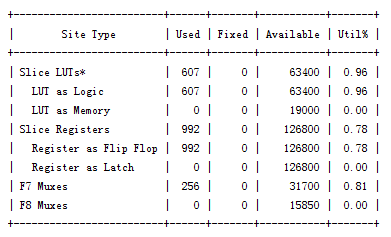 +-------------------------+------+-------+-----------+-------+
| Site Type | Used | Fixed | Available | Util% |
+-------------------------+------+-------+-----------+-------+
| Slice LUTs* | 607 | 0 | 63400 | 0.96 |
| LUT as Logic | 607 | 0 | 63400 | 0.96 |
| LUT as Memory | 0 | 0 | 19000 | 0.00 |
| Slice Registers | 992 | 0 | 126800 | 0.78 |
| Register as Flip Flop | 992 | 0 | 126800 | 0.78 |
| Register as Latch | 0 | 0 | 126800 | 0.00 |
| F7 Muxes | 256 | 0 | 31700 | 0.81 |
| F8 Muxes | 0 | 0 | 15850 | 0.00 |
+-------------------------+------+-------+-----------+-------+